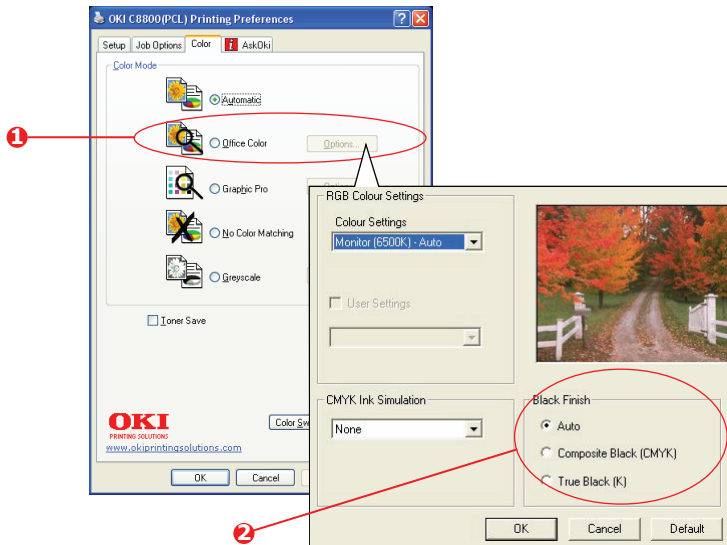 OKI C8800(PCL) Printing Preferences
Setup Job Options Color i AskOki
Color Mode
Automatic
1
Office Color Options...
Graphic Pro
No Color Matching
Greyscale
Toner Save
OKI
PRINTING SOLUTIONS
www.okiprintingsolutions.com
OK Cancel
RGB Colour Settings
Colour Settings
Monitor (6500K) - Auto
User Settings
CMYK Ink Simulation
None
Black Finish
Auto
Composite Black (CMYK)
True Black (K)
2
OK Cancel Default